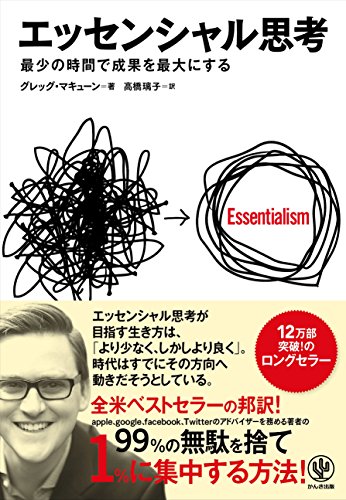 エッセンシャル思考
最少の時間で成果を最大にする
グレッグ・マキューン=著 高橋璃子=訳
Essentialism
エッセンシャル思考が
目指す生き方は、
「より少なく、しかしより良く」。
時代はすでにその方向へ
動きだそうとしている。
12万部
突破!の
ロングセラー
全米ベストセラーの邦訳!
apple、google、facebook、Twitterのアドバイザーを務める著者の
99%の無駄を捨て
1%に集中する方法!
かんき出版